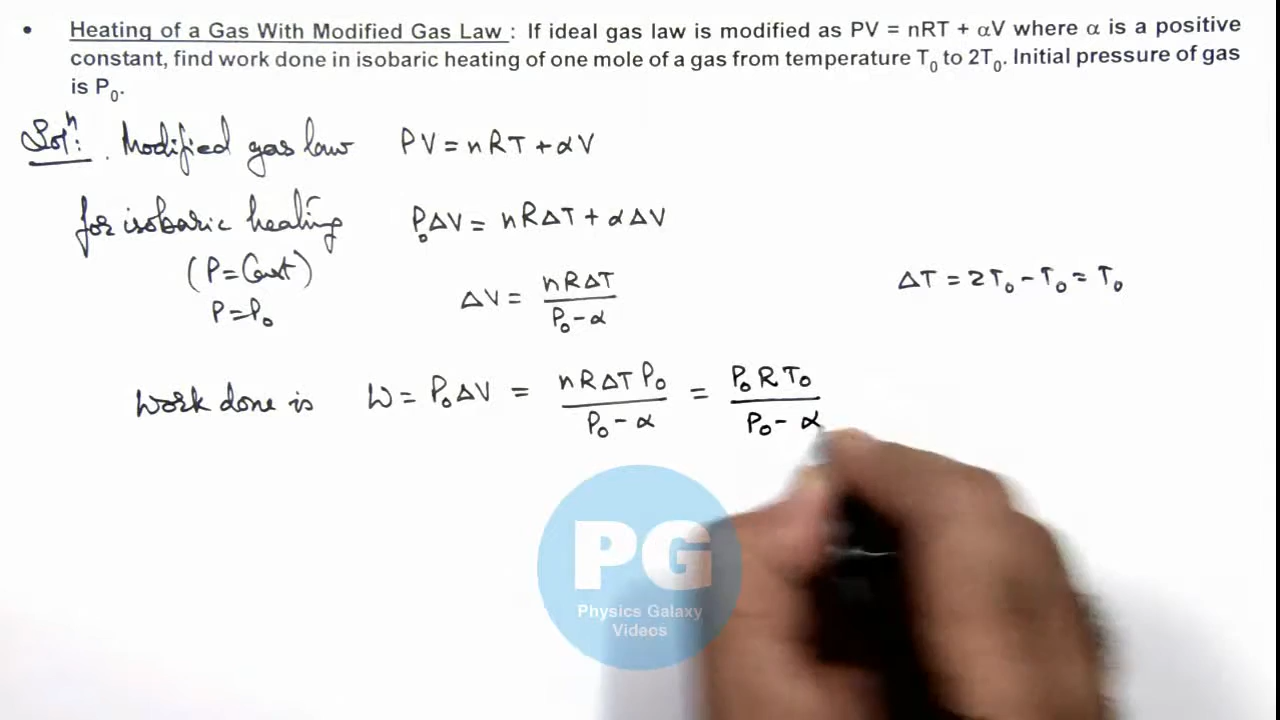 • Heating of a Gas With Modified Gas Law : If ideal gas law is modified as PV = nRT + αV where α is a positive
constant, find work done in isobaric heating of one mole of a gas from temperature T₀ to 2T₀. Initial pressure of gas
is P₀.
Solⁿ: Modified gas law PV = nRT + αV
for isobaric heating P₀ΔV = nRΔT + αΔV
(P = Const)
P = P₀
ΔV = nRΔT / P₀ - α
ΔT = 2T₀ - T₀ = T₀
Work done is W = P₀ΔV = nRΔTP₀ / P₀ - α = P₀RT₀ / P₀ - α
PG
Physics Galaxy
Videos